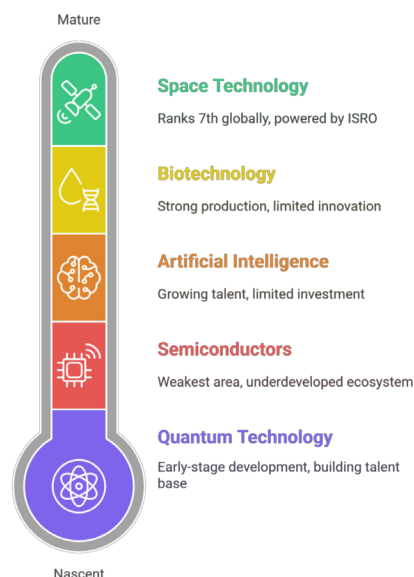 Mature
Space Technology
Ranks 7th globally, powered by ISRO
Biotechnology
Strong production, limited innovation
Artificial Intelligence
Growing talent, limited investment
Semiconductors
Weakest area, underdeveloped ecosystem
Quantum Technology
Early-stage development, building talent
base
Nascent